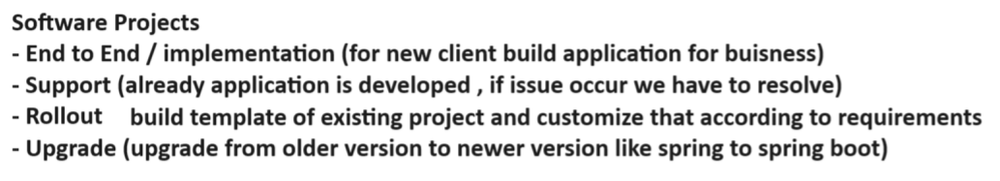 Software Projects
- End to End / implementation (for new client build application for buisness)
- Support (already application is developed , if issue occur we have to resolve)
- Rollout    build template of existing project and customize that according to requirements
- Upgrade (upgrade from older version to newer version like spring to spring boot)